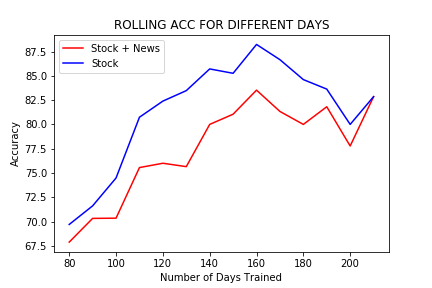 ROLLING ACC FOR DIFFERENT DAYS
Stock + News
Stock
87.5
85.0
82.5
80.0
77.5
75.0
72.5
70.0
67.5
Accuracy
80 100 120 140 160 180 200
Number of Days Trained